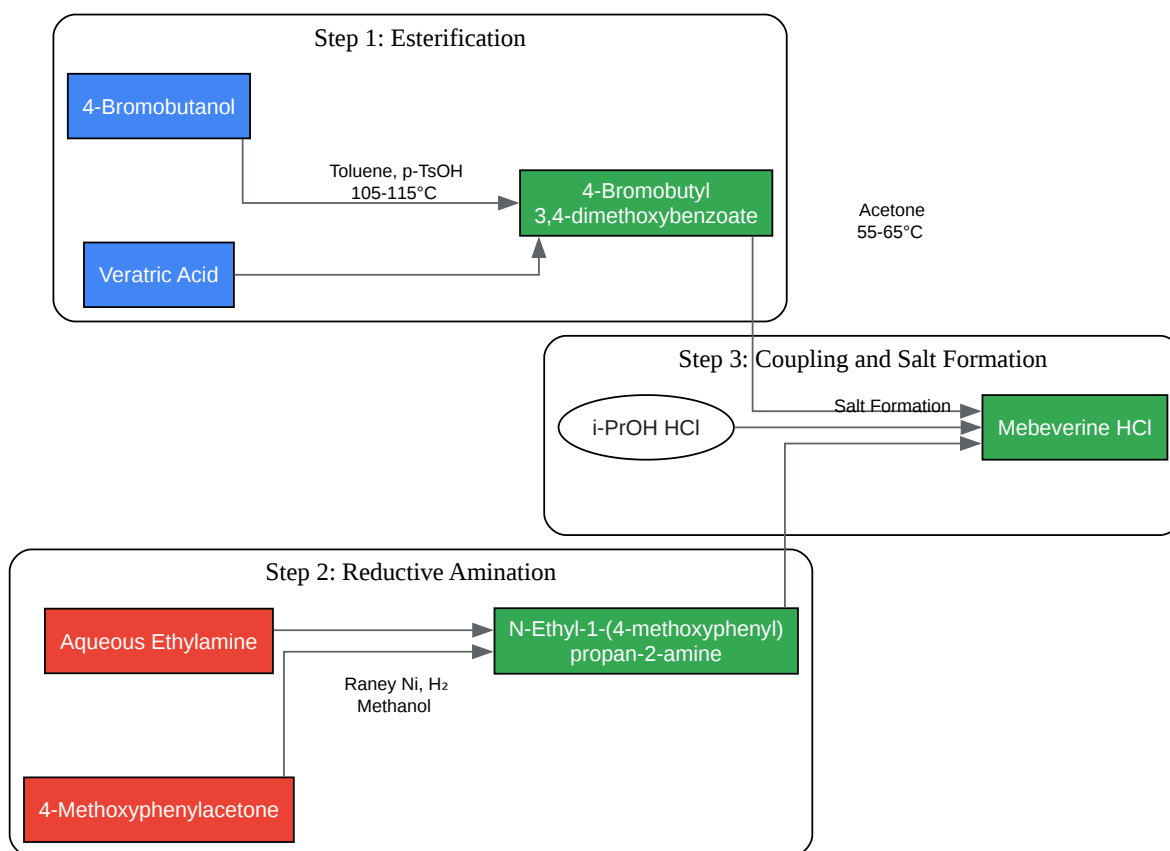 Step 1: Esterification
4-Bromobutanol
Toluene, p-TsOH
105-115°C
4-Bromobutyl
3,4-dimethoxybenzoate
Veratric Acid
Acetone
55-65°C
Step 3: Coupling and Salt Formation
i-PrOH HCl
Salt Formation
Mebeverine HCl
Step 2: Reductive Amination
Aqueous Ethylamine
N-Ethyl-1-(4-methoxyphenyl)
propan-2-amine
Raney Ni, H₂
Methanol
4-Methoxyphenylacetone